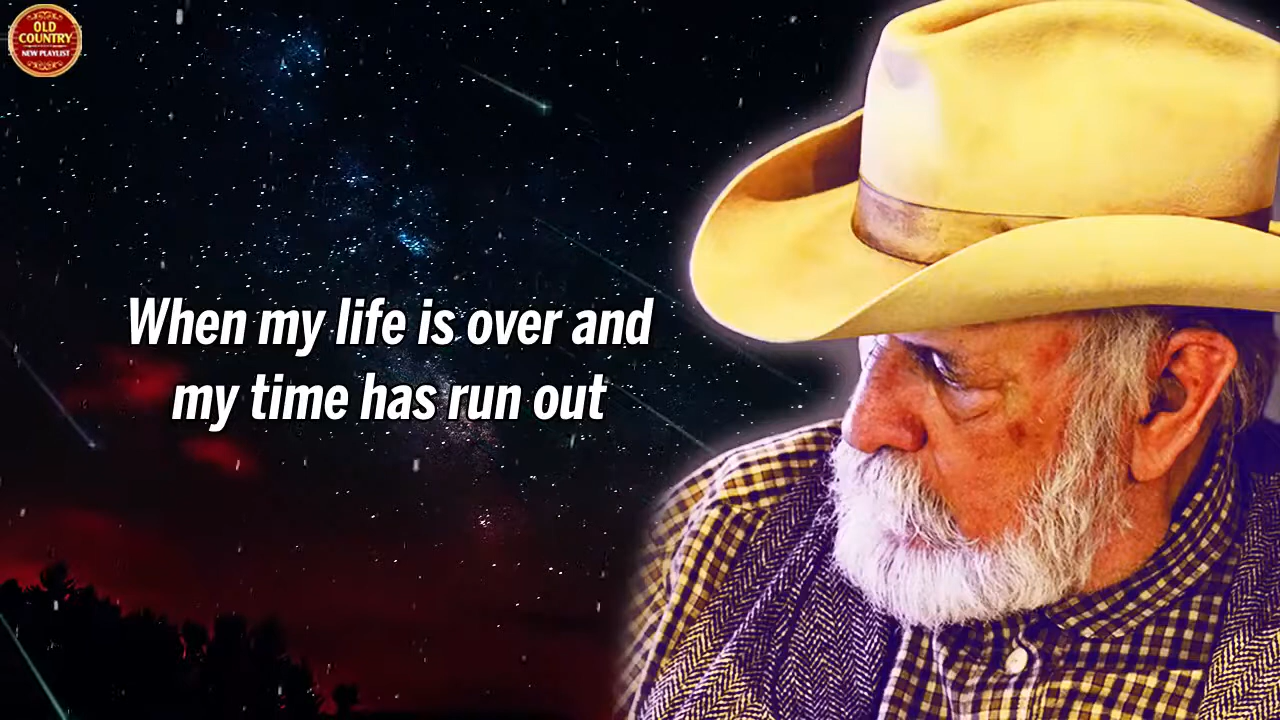 OLD
COUNTRY
NEW PLAYLIST
When my life is over and
my time has run out